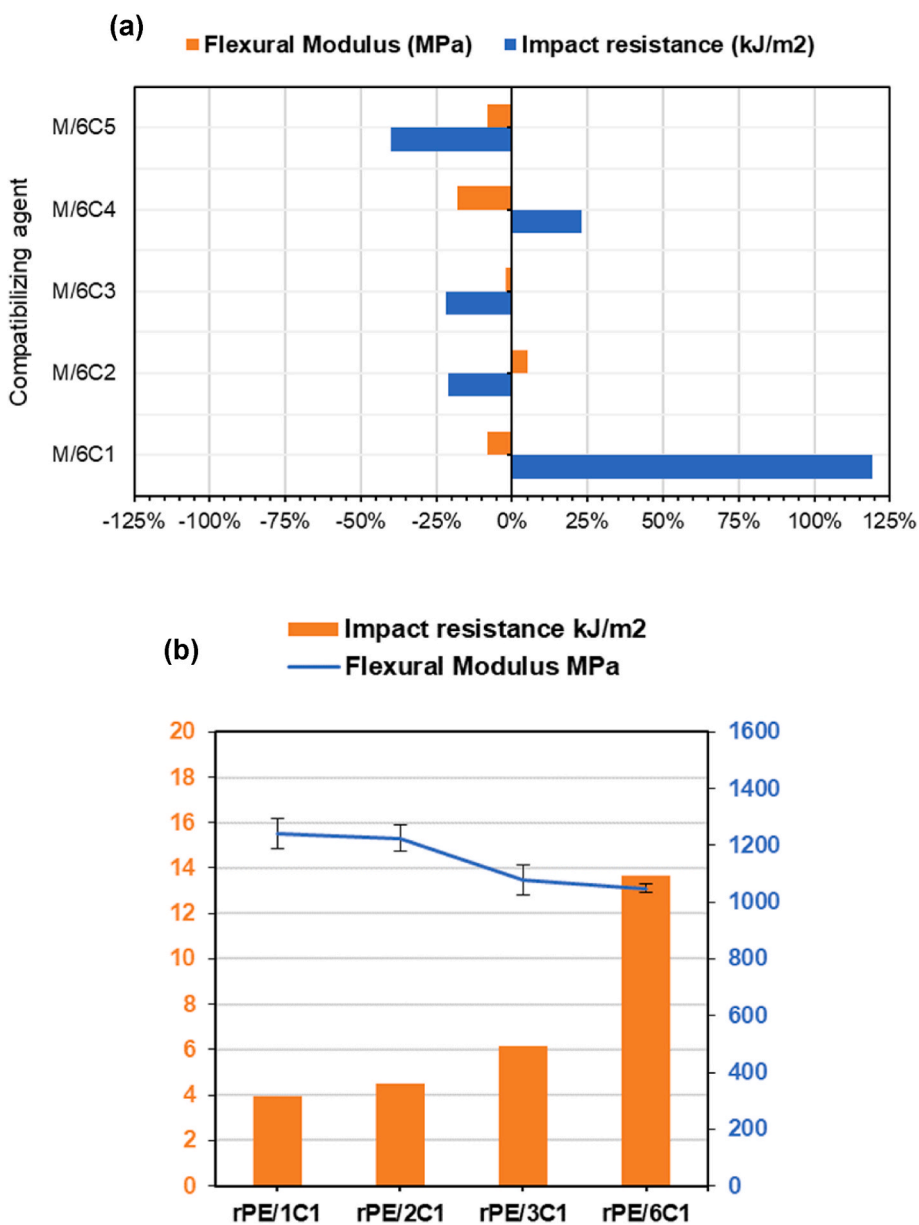 (a)
Flexural Modulus (MPa) Impact resistance (kJ/m2)
Compatibilizing agent
M/6C5
M/6C4
M/6C3
M/6C2
M/6C1
-125% -100% -75% -50% -25% 0% 25% 50% 75% 100% 125%
(b)
Impact resistance kJ/m2
Flexural Modulus MPa
20 1600
18 1400
16 1200
14 1000
12 800
10 600
8 400
6 200
4 0
2
0
rPE/1C1 rPE/2C1 rPE/3C1 rPE/6C1